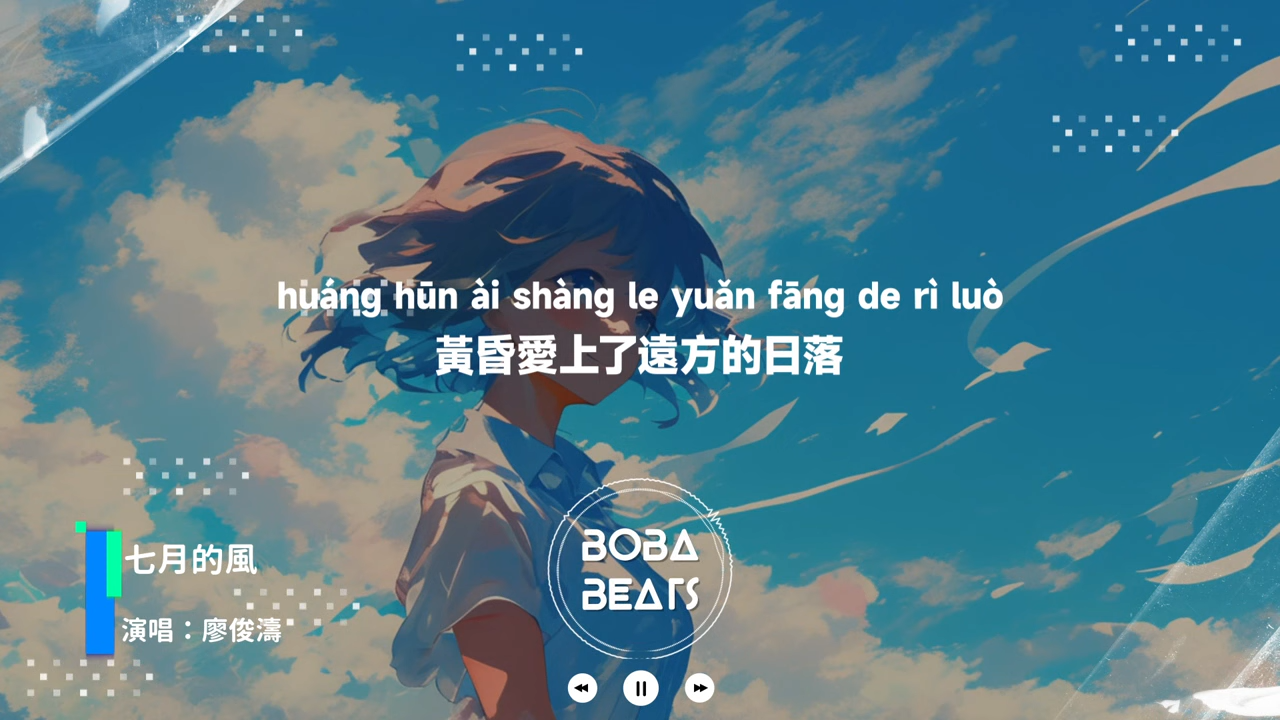 huáng hūn ài shàng le yuǎn fāng de rì luò
黃昏愛上了遠方的日落
BOBA
BEATS
七月的風
演唱：廖俊濤